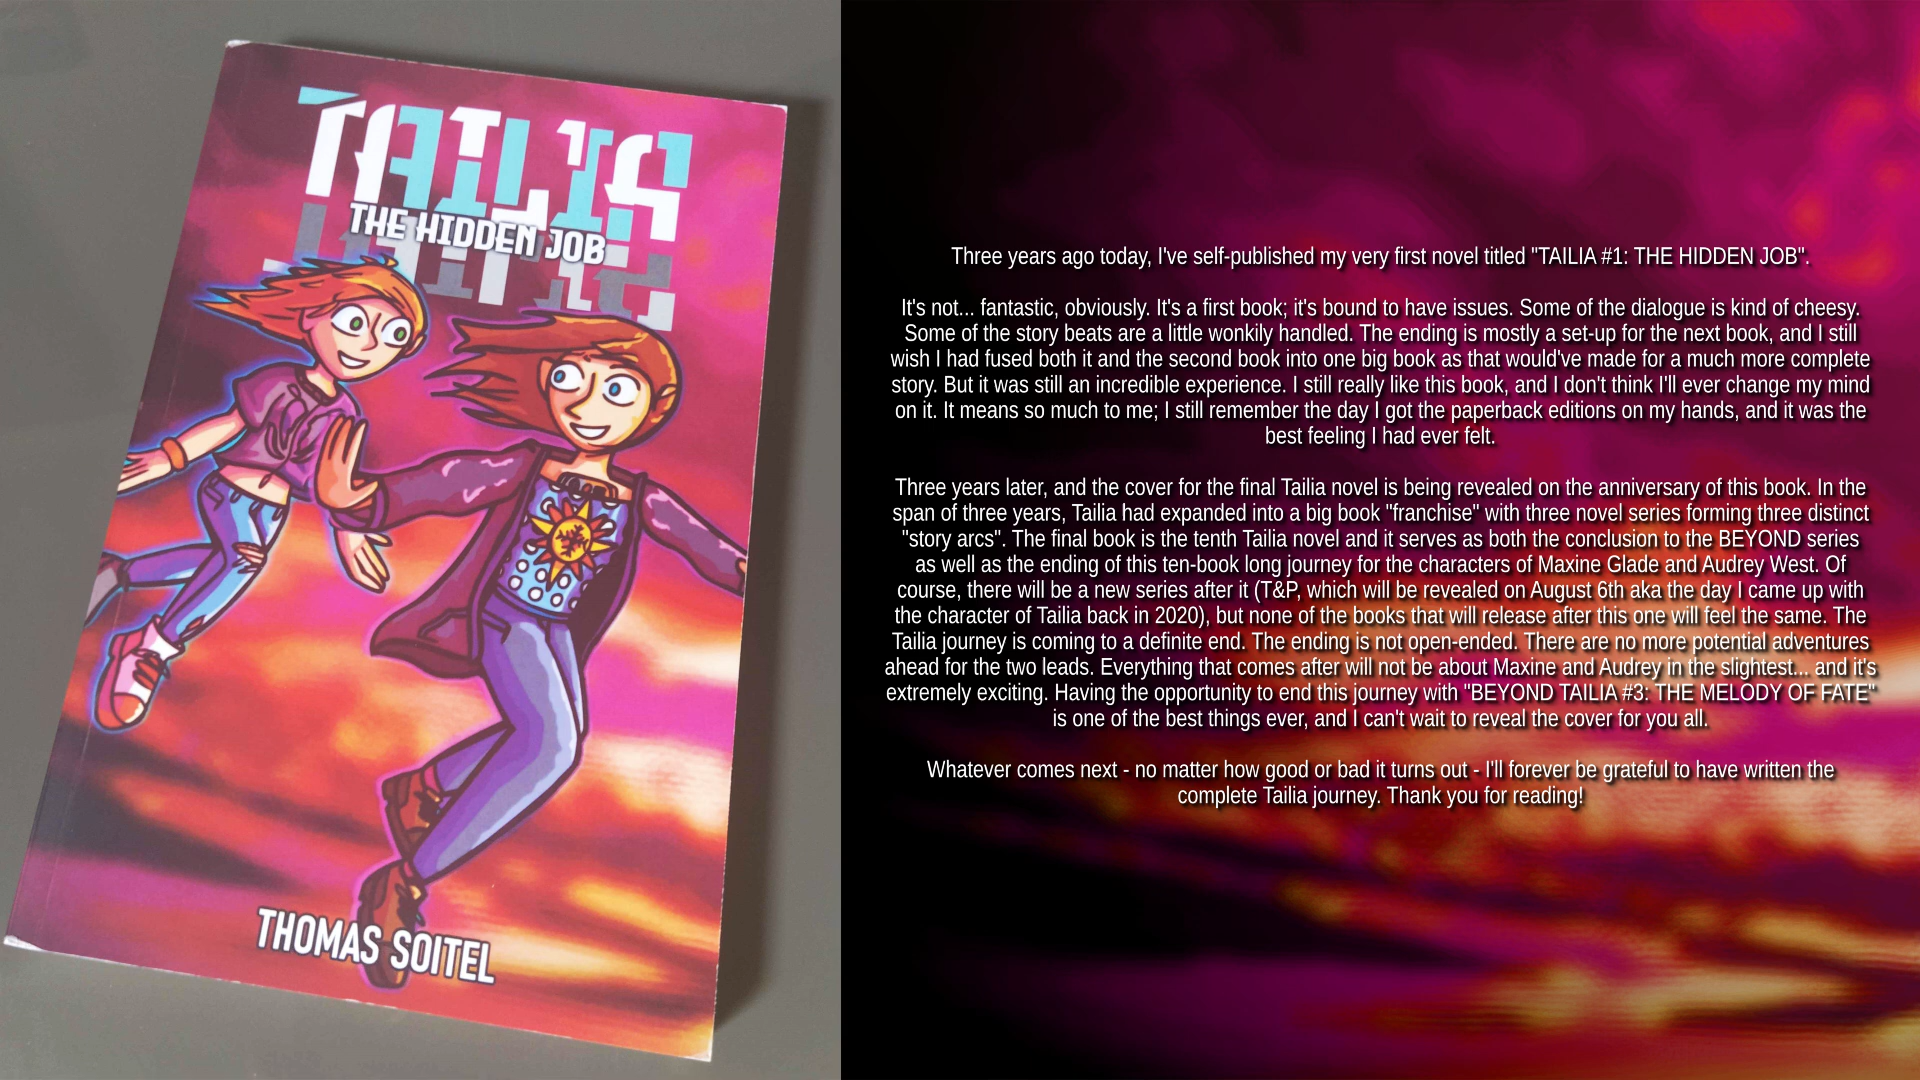 TAILIA
THE HIDDEN JOB
THOMAS SOITEL
Three years ago today, I've self-published my very first novel titled "TAILIA #1: THE HIDDEN JOB".
It's not... fantastic, obviously. It's a first book; it's bound to have issues. Some of the dialogue is kind of cheesy.
Some of the story beats are a little wonkily handled. The ending is mostly a set-up for the next book, and I still
wish I had fused both it and the second book into one big book as that would've made for a much more complete
story. But it was still an incredible experience. I still really like this book, and I don't think I'll ever change my mind
on it. It means so much to me; I still remember the day I got the paperback editions on my hands, and it was the
best feeling I had ever felt.
Three years later, and the cover for the final Tailia novel is being revealed on the anniversary of this book. In the
span of three years, Tailia had expanded into a big book "franchise" with three novel series forming three distinct
"story arcs". The final book is the tenth Tailia novel and it serves as both the conclusion to the BEYOND series
as well as the ending of this ten-book long journey for the characters of Maxine Glade and Audrey West. Of
course, there will be a new series after it (T&P, which will be revealed on August 6th aka the day I came up with
the character of Tailia back in 2020), but none of the books that will release after this one will feel the same. The
Tailia journey is coming to a definite end. The ending is not open-ended. There are no more potential adventures
ahead for the two leads. Everything that comes after will not be about Maxine and Audrey in the slightest... and it's
extremely exciting. Having the opportunity to end this journey with "BEYOND TAILIA #3: THE MELODY OF FATE"
is one of the best things ever, and I can't wait to reveal the cover for you all.
Whatever comes next - no matter how good or bad it turns out - I'll forever be grateful to have written the
complete Tailia journey. Thank you for reading!